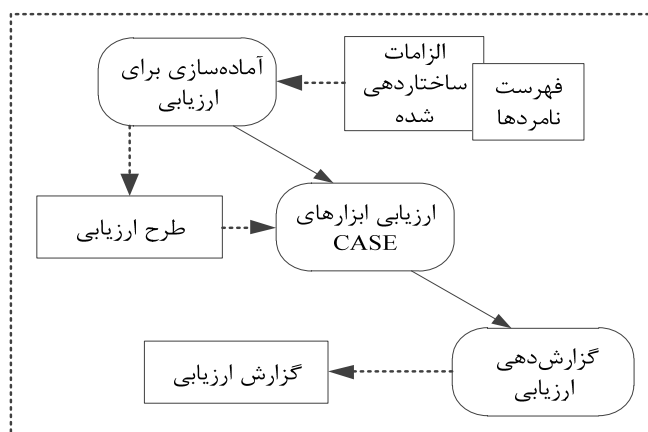 آماده‌سازی برای
ارزیابی
الزامات
ساختاردهی
شده
فهرست
نامردها
طرح ارزیابی
ارزیابی ابزارهای
CASE
گزارش‌دهی
ارزیابی
گزارش ارزیابی